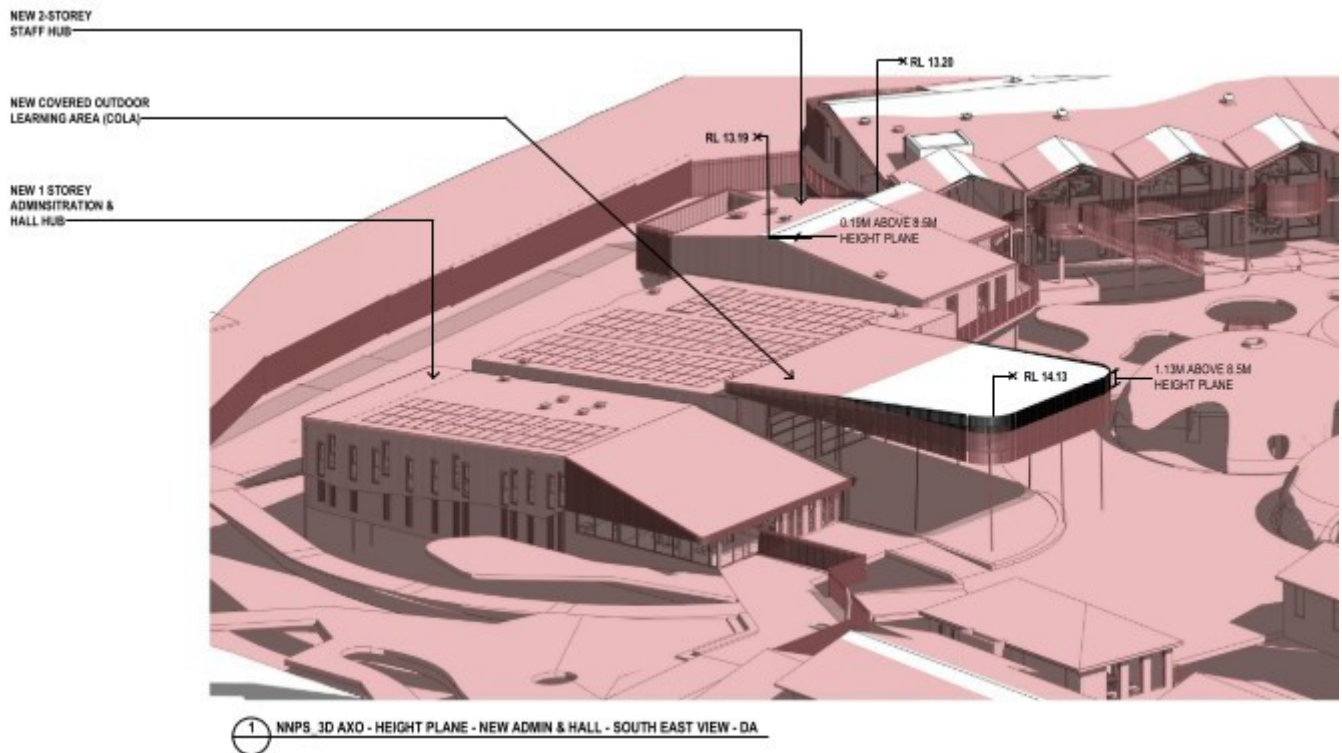 NEW 2-STOREY
STAFF HUB
RL 13.20
NEW COVERED OUTDOOR
LEARNING AREA (COLA)
RL 13.19
NEW 1 STOREY
ADMINSITRATION &
HALL HUB
0.19M ABOVE 8.5M
HEIGHT PLANE
RL 14.13
1.13M ABOVE 8.5M
HEIGHT PLANE
1 NNPS_3D AXO - HEIGHT PLANE - NEW ADMIN & HALL - SOUTH EAST VIEW - DA